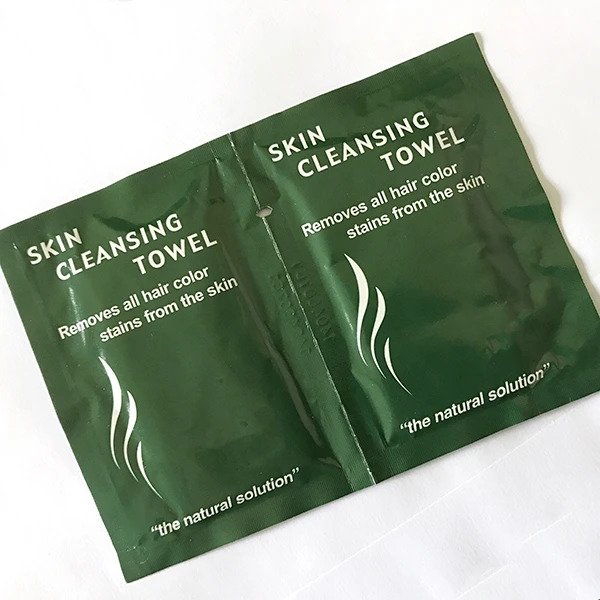 SKIN
CLEANSING
TOWEL
Removes all hair color
stains from the skin
"the natural solution"
SKIN
CLEANSING
TOWEL
Removes all hair color
stains from the skin
"the natural solution"